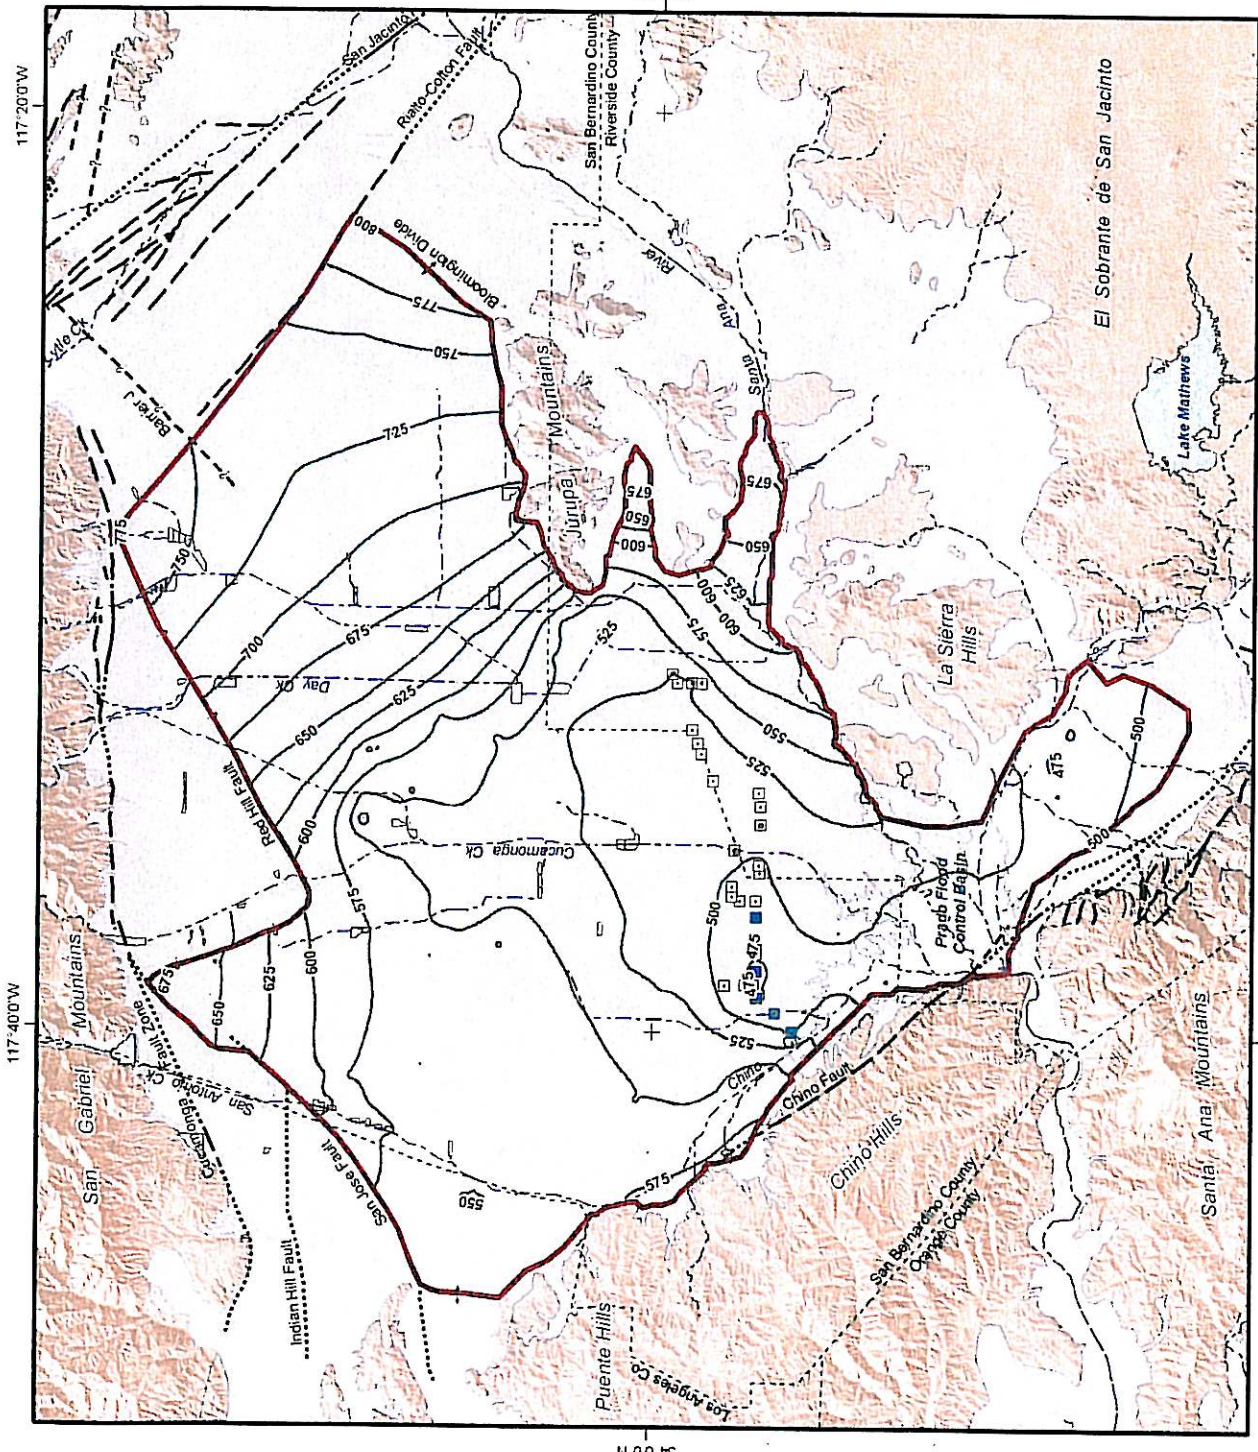 117°20'0"W
117°40'0"W
San Jacinto
Rialto-Colton Fault
San Bernardino County
Riverside County
El Sobrante de San Jacinto
Lytle Ck
Barrier J
Bloomington Divide
800
775
750
725
775
750
Mountains
Jurupa
River
Ana
Santa
Lake Mathews
675
650
600
675
650
625
600
600
575
550
525
525
700
675
650
625
600
Day Ck
Red Hill Fault
575
Cucamonga Ck
La Sierra
Hills
475
500
500
Prado Flood
Control Basin
500
475
475
525
San Gabriel
Mountains
Cucamonga
Fault Zone
San Antonio Ck
675
650
625
600
Indian Hill Fault
San Jose Fault
550
575
Chino
Chino Fault
Chino Hills
Puente Hills
Los Angeles Co
San Bernardino County
Orange County
Santa Ana Mountains
34°0'0"N